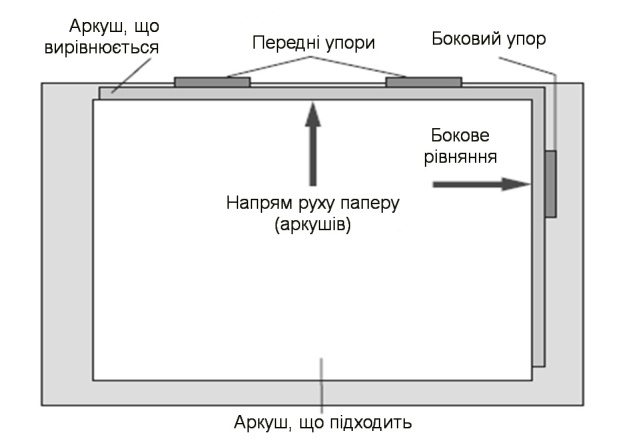 Аркуш, що
вирівнюється
Передні упори
Боковий упор
Бокове
рівняння
Напрям руху паперу
(аркушів)
Аркуш, що підходить